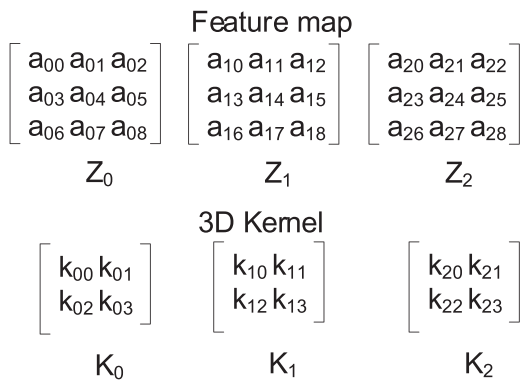 Feature map
a00 a01 a02 a10 a11 a12 a20 a21 a22
a03 a04 a05 a13 a14 a15 a23 a24 a25
a06 a07 a08 a16 a17 a18 a26 a27 a28
Z0 Z1 Z2
3D Kernel
k00 k01 k10 k11 k20 k21
k02 k03 k12 k13 k22 k23
K0 K1 K2